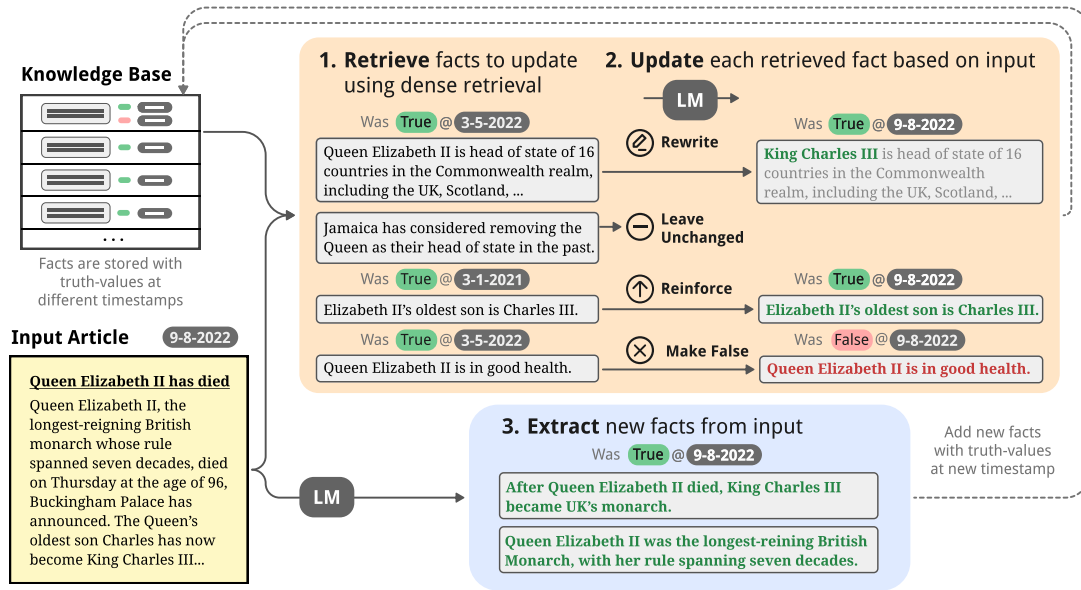 Knowledge Base
Facts are stored with
truth-values at
different timestamps
Input Article 9-8-2022
Queen Elizabeth II has died
Queen Elizabeth II, the
longest-reigning British
monarch whose rule
spanned seven decades, died
on Thursday at the age of 96,
Buckingham Palace has
announced. The Queen's
oldest son Charles has now
become King Charles III...
1. Retrieve facts to update
using dense retrieval
2. Update each retrieved fact based on input
LM
Was True @ 3-5-2022
Queen Elizabeth II is head of state of 16
countries in the Commonwealth realm,
including the UK, Scotland, ...
Rewrite
Was True @ 9-8-2022
King Charles III is head of state of 16
countries in the Commonwealth
realm, including the UK, Scotland, ...
Jamaica has considered removing the
Queen as their head of state in the past.
Leave
Unchanged
Was True @ 3-1-2021
Elizabeth II's oldest son is Charles III.
Reinforce
Was True @ 9-8-2022
Elizabeth II's oldest son is Charles III.
Was True @ 3-5-2022
Queen Elizabeth II is in good health.
Make False
Was False @ 9-8-2022
Queen Elizabeth II is in good health.
LM
3. Extract new facts from input
Was True @ 9-8-2022
After Queen Elizabeth II died, King Charles III
became UK's monarch.
Queen Elizabeth II was the longest-reining British
Monarch, with her rule spanning seven decades.
Add new facts
with truth-values
at new timestamp